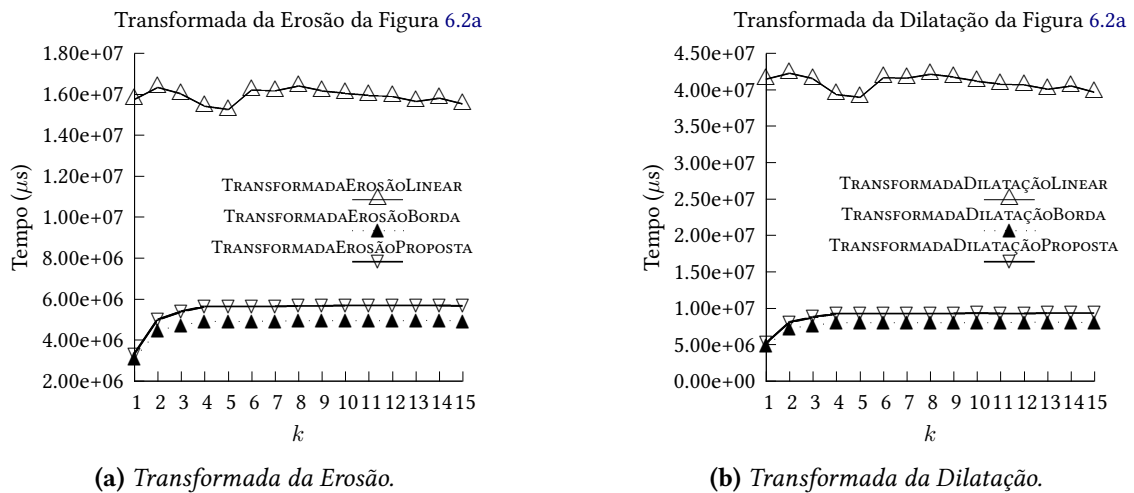 Transformada da Erosão da Figura 6.2a
1.80e+07
1.60e+07
1.40e+07
1.20e+07
1.00e+07
8.00e+06
6.00e+06
4.00e+06
2.00e+06
Tempo (μs)
TransformadaErosãoLinear
TransformadaErosãoBorda
TransformadaErosãoProposta
1 2 3 4 5 6 7 8 9 10 11 12 13 14 15
k
(a) Transformada da Erosão.
Transformada da Dilatação da Figura 6.2a
4.50e+07
4.00e+07
3.50e+07
3.00e+07
2.50e+07
2.00e+07
1.50e+07
1.00e+07
5.00e+06
0.00e+00
Tempo (μs)
TransformadaDilataçãoLinear
TransformadaDilataçãoBorda
TransformadaDilataçãoProposta
1 2 3 4 5 6 7 8 9 10 11 12 13 14 15
k
(b) Transformada da Dilatação.